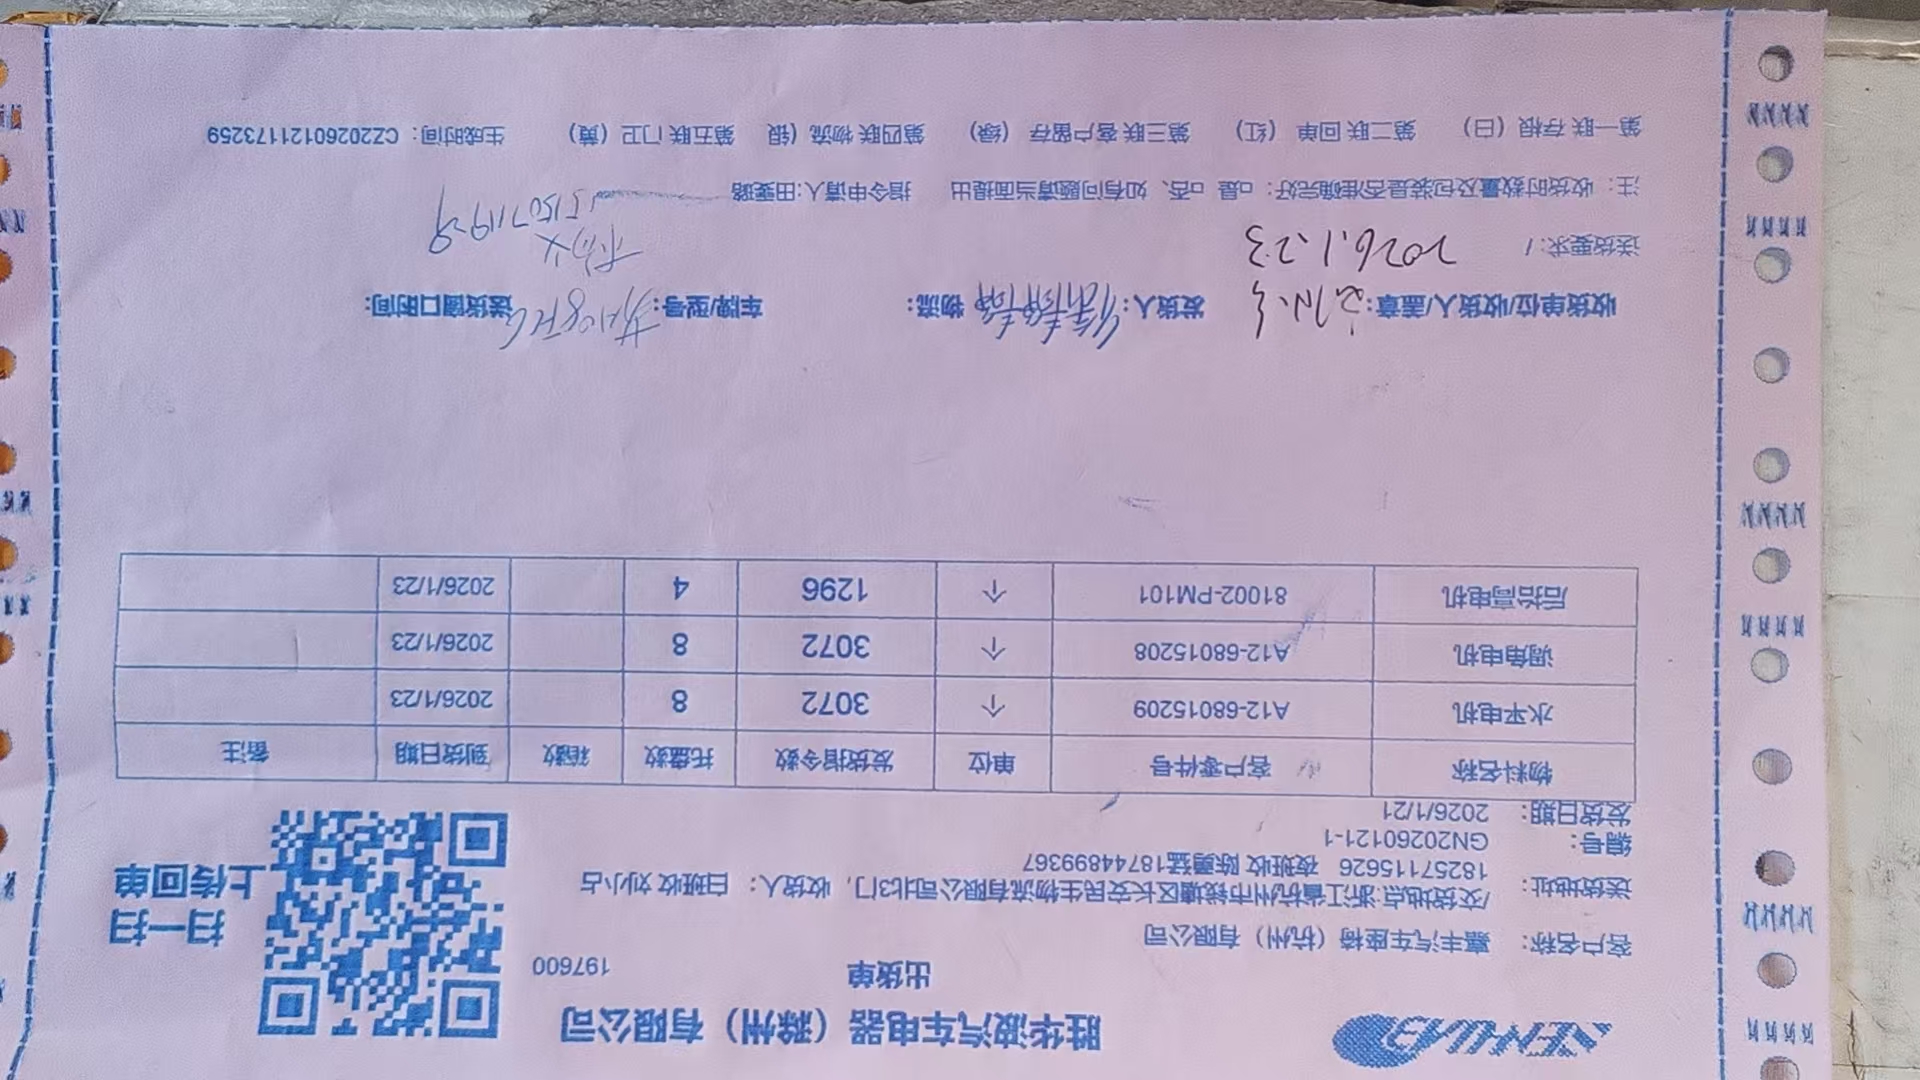 SENHUA3
胜华波汽车电器（滁州）有限公司
出货单
197600
扫一扫
上传回单
客户名称： 嘉丰汽车座椅（杭州）有限公司
送货地址： /交货地点:浙江省杭州市钱塘区长安民生物流有限公司北3门, 收货人： 白班收 刘小占
18257115626 夜班收 陈勇猛18744899367
编号： GN20260121-1
发货日期： 2026/1/21
物料名称 客户零件号 单位 发货指令数 托盘数 箱数 到货日期 备注
水平电机 A12-68015209 个 3072 8 2026/1/23
调角电机 A12-68015208 个 3072 8 2026/1/23
后抬高电机 81002-PM101 个 1296 4 2026/1/23
收货单位/收货人/盖章: 发货人: 物流: 车牌/型号: 送货窗口时间:
送货要求: / 2026.1.23
15150711929
注： 收货时数量及包装是否准确完好： □是 □否、 如有问题请当面提出 指令申请人:田雯璐
第一联 存根（白） 第二联 回单（红） 第三联 客户留存（绿） 第四联 物流（银） 第五联 门卫（黄） 生成时间： CZ20260121173259